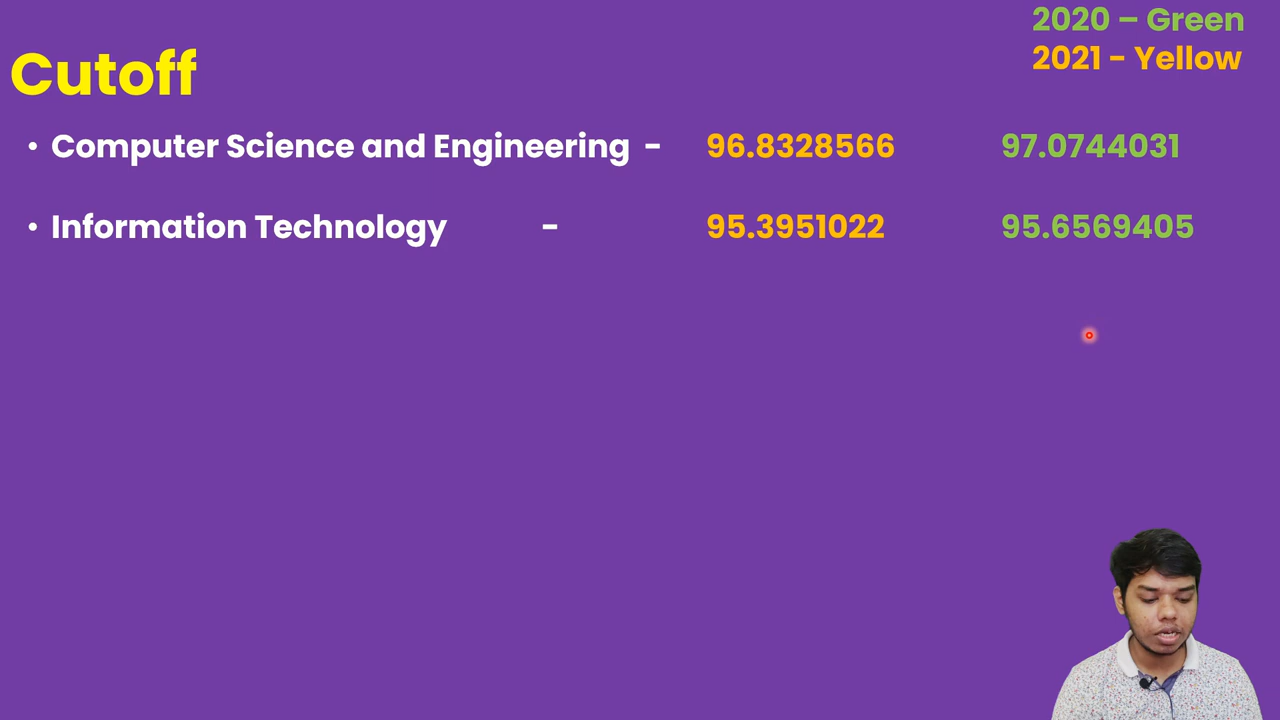 2020 – Green
2021 - Yellow
Cutoff
• Computer Science and Engineering - 96.8328566 97.0744031
• Information Technology - 95.3951022 95.6569405